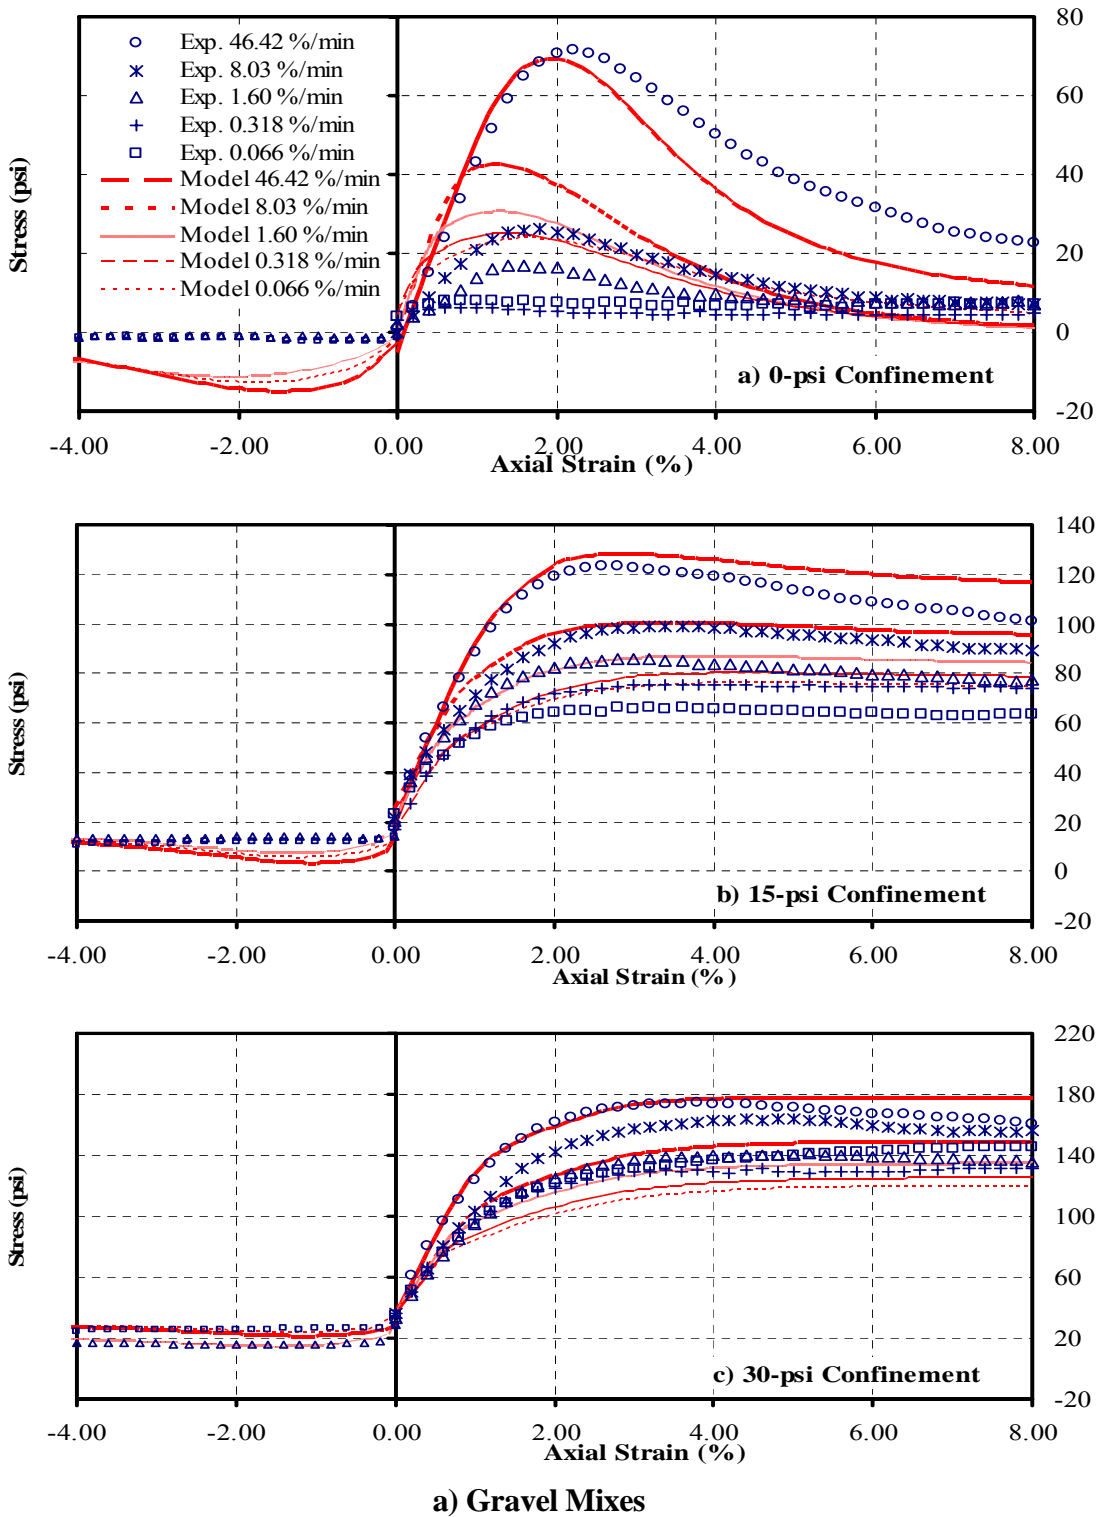 80
Exp. 46.42 %/min
Exp. 8.03 %/min
Exp. 1.60 %/min
Exp. 0.318 %/min
Exp. 0.066 %/min
Model 46.42 %/min
Model 8.03 %/min
Model 1.60 %/min
Model 0.318 %/min
Model 0.066 %/min
60
40
20
0
-20
Stress (psi)
a) 0-psi Confinement
-4.00 -2.00 0.00 2.00 4.00 6.00 8.00
Axial Strain (%)
140
120
100
80
60
40
20
0
-20
Stress (psi)
b) 15-psi Confinement
-4.00 -2.00 0.00 2.00 4.00 6.00 8.00
Axial Strain (%)
220
180
140
100
60
20
-20
Stress (psi)
c) 30-psi Confinement
-4.00 -2.00 0.00 2.00 4.00 6.00 8.00
Axial Strain (%)
a) Gravel Mixes